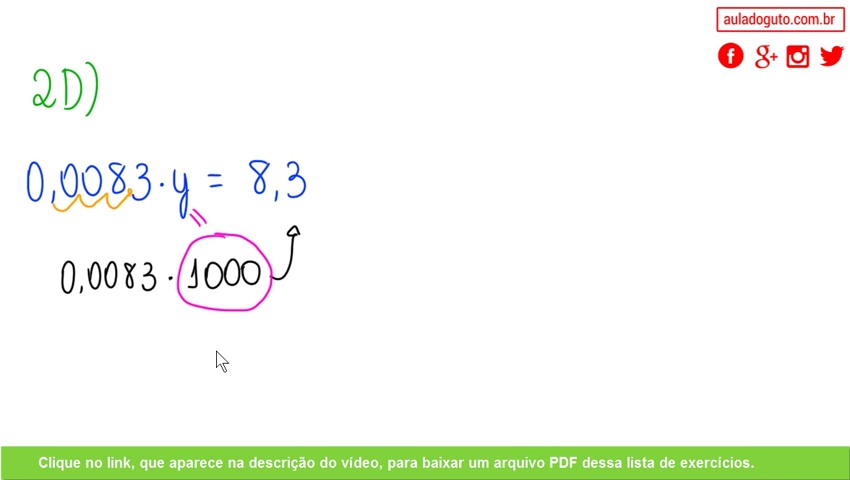 auladoguto.com.br
2D)
0,0083 . y = 8,3
0,0083 . 1000
Clique no link, que aparece na descrição do vídeo, para baixar um arquivo PDF dessa lista de exercícios.